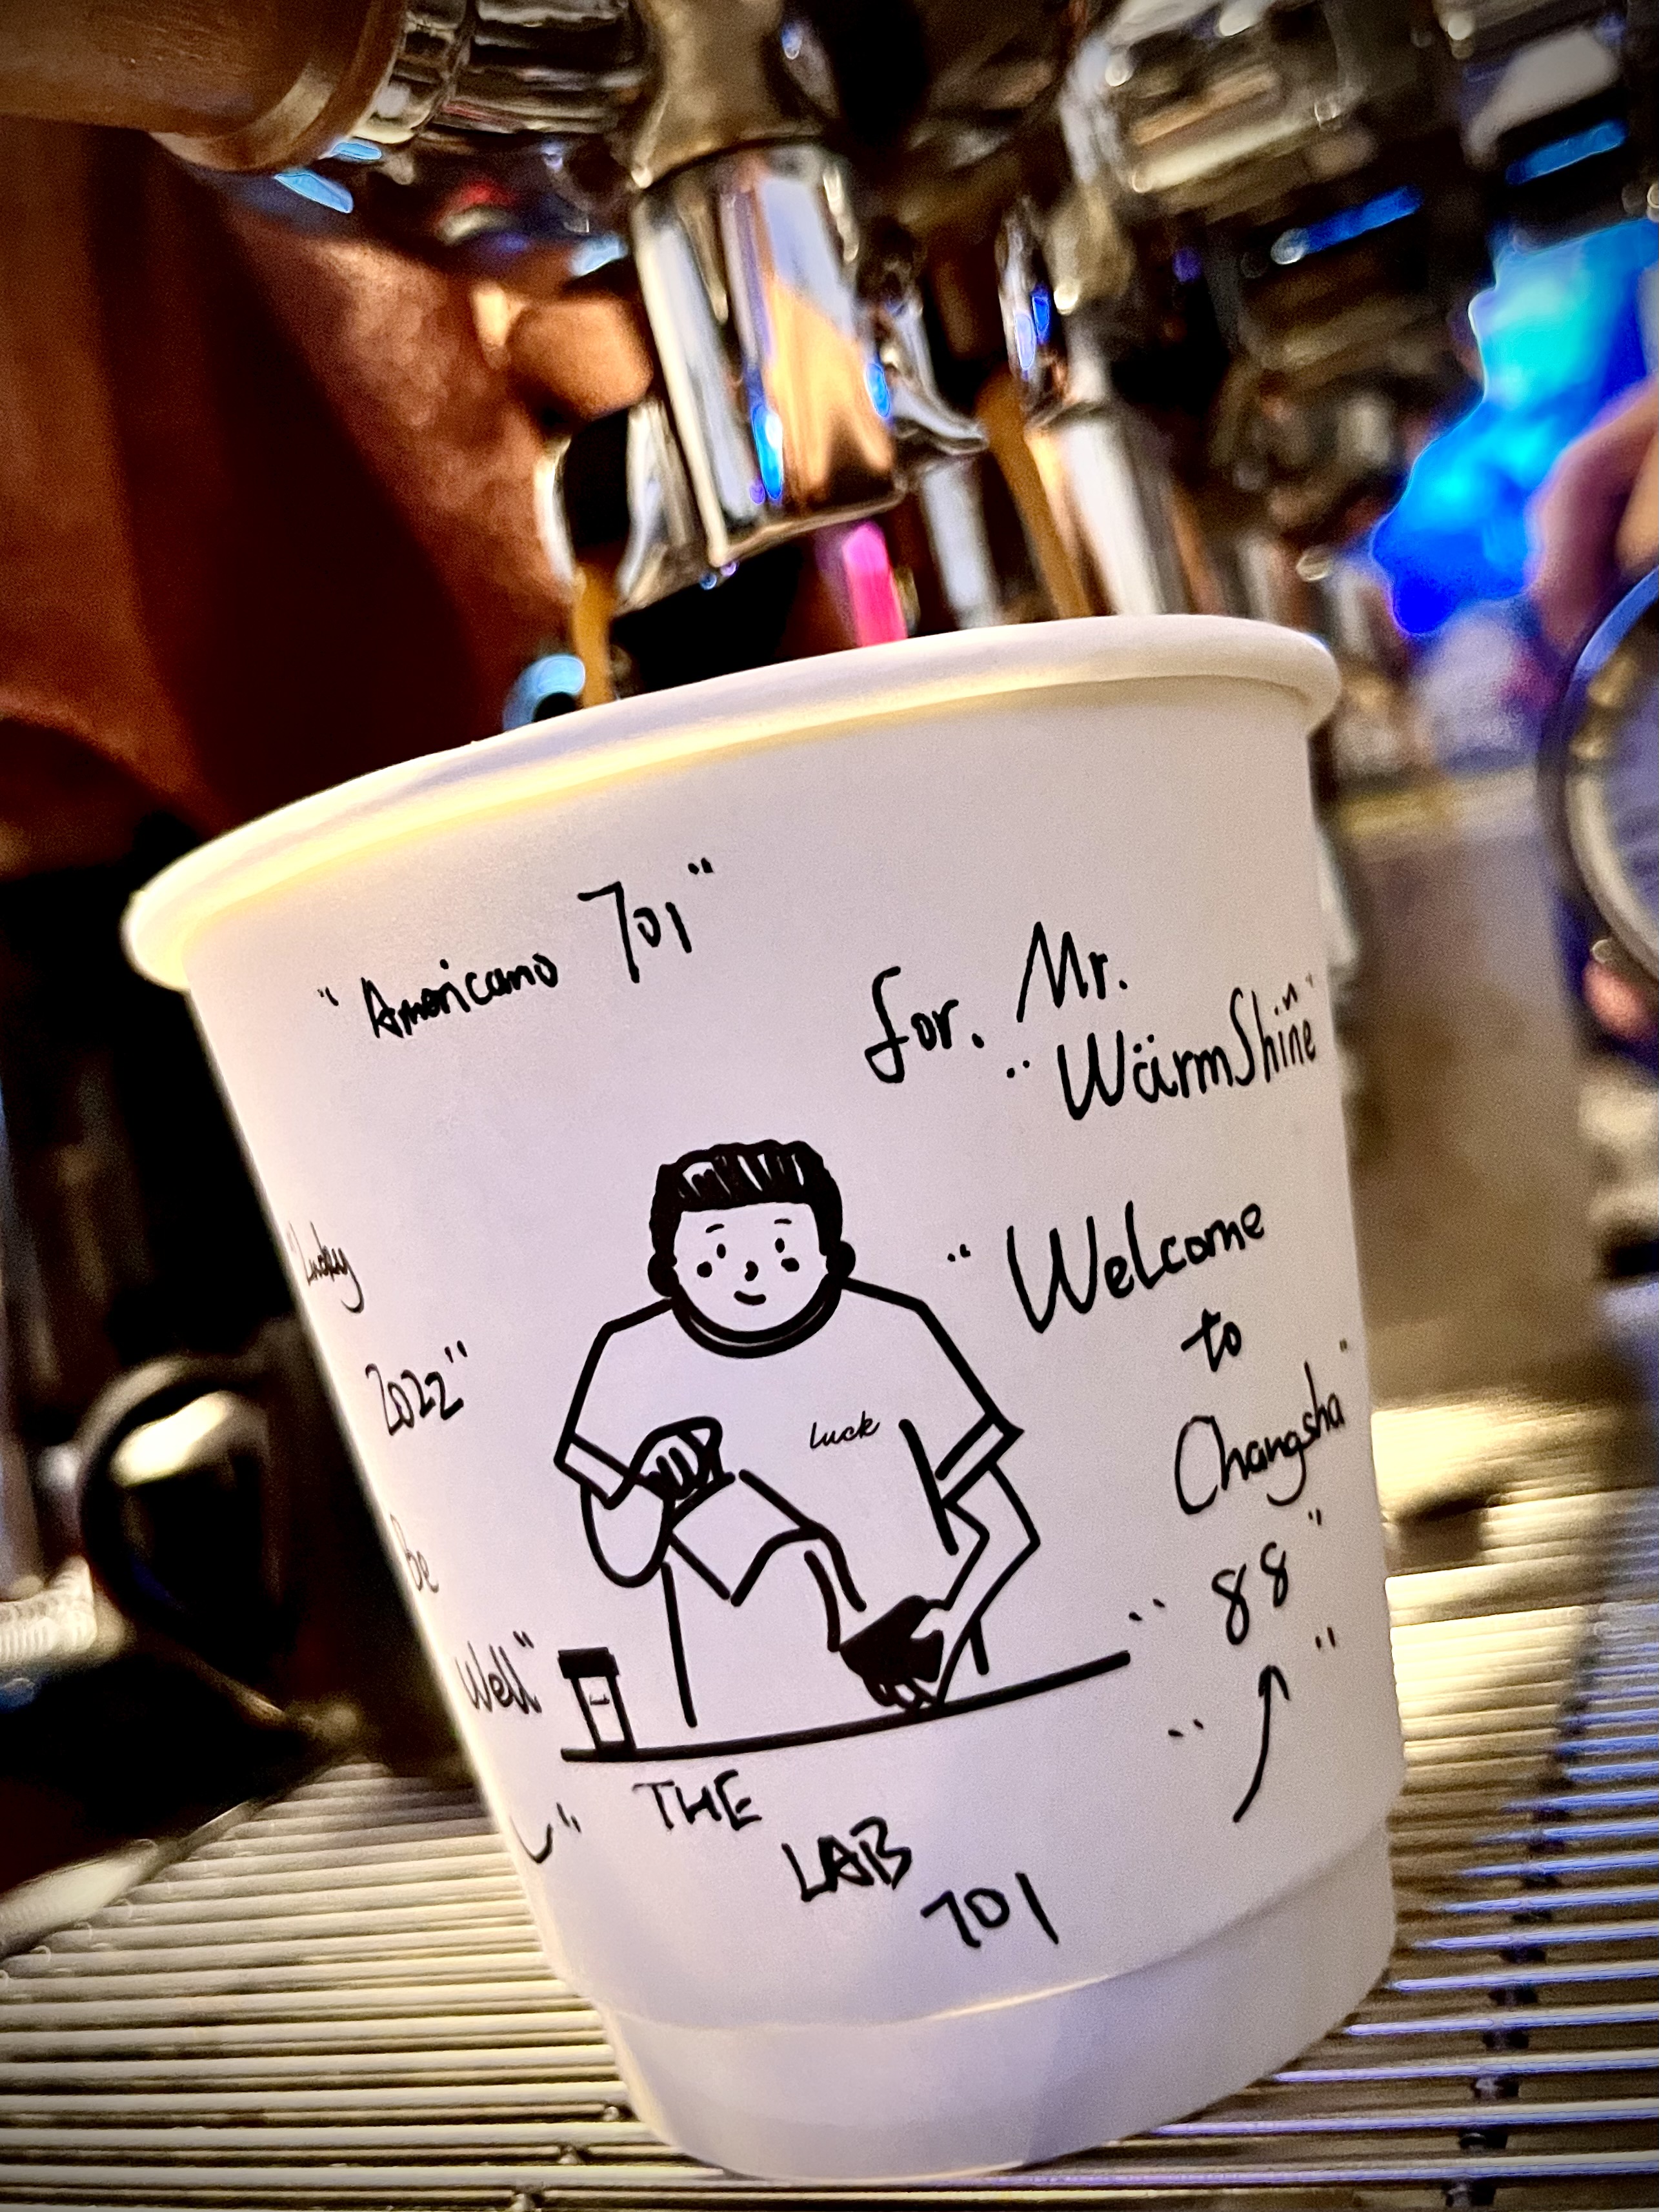 "Americano 701"
for. Mr.
"WärmShine"
"Lucky
2022"
Be
Well"
luck
"Welcome
to
Changsha"
"88"
THE
LAB
701